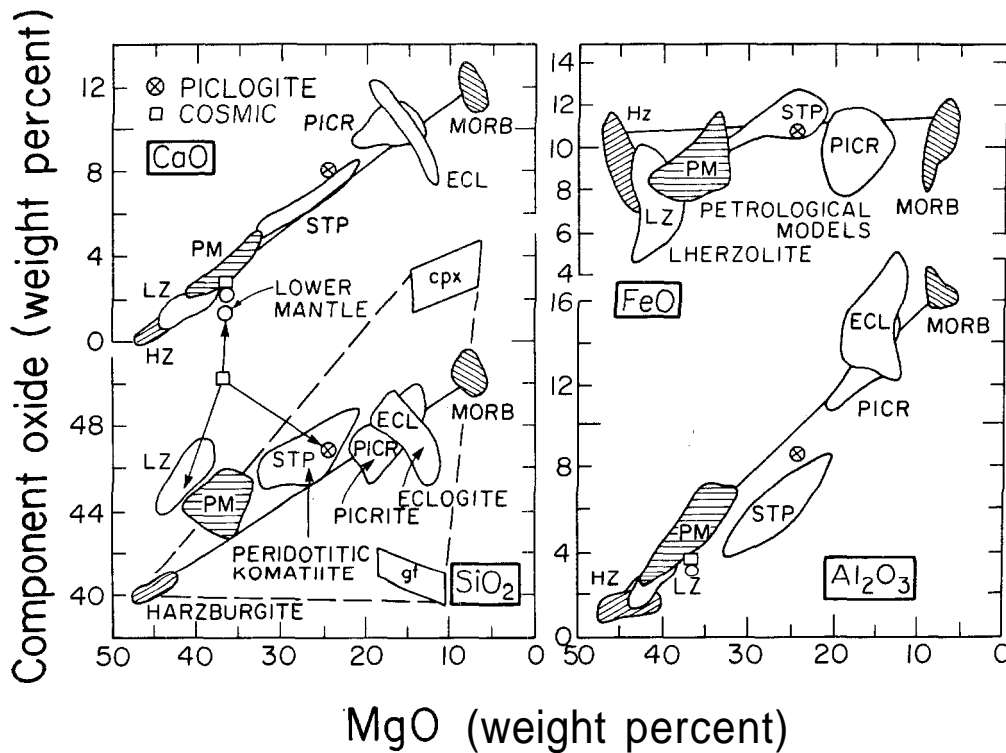 Component oxide (weight percent)
12
8
4
0
48
44
40
⊗ PICLOGITE
□ COSMIC
CaO
PICR
MORB
ECL
STP
PM
LZ
HZ
LOWER
MANTLE
cpx
LZ
PM
STP
PICR
ECL
MORB
ECLOGITE
PICRITE
PERIDOTITIC
KOMATIITE
gt
SiO₂
HARZBURGITE
50 40 30 20 10 0
14
12
10
8
6
4
Hz
STP
PM
PICR
LZ
PETROLOGICAL
MODELS
LHERZOLITE
MORB
FeO
16
12
8
4
0
ECL
MORB
PICR
STP
PM
HZ
LZ
Al₂O₃
50 40 30 20 10 0
MgO (weight percent)